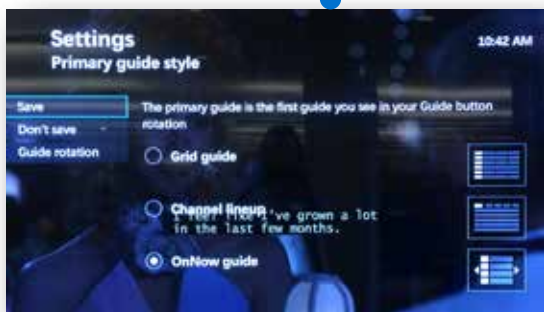 Settings
10:42 AM
Primary guide style
Save
Don't save
Guide rotation
The primary guide is the first guide you see in your Guide button
rotation
Grid guide
Channel lineup
I feel like I've grown a lot
in the last few months.
OnNow guide